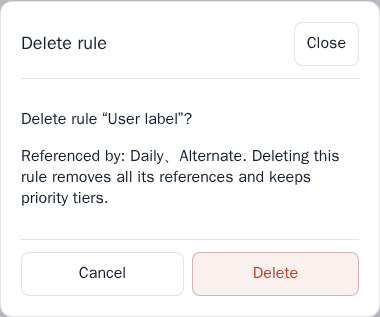 Delete rule
Close
Delete rule “User label”?
Referenced by: Daily、Alternate. Deleting this
rule removes all its references and keeps
priority tiers.
Cancel
Delete